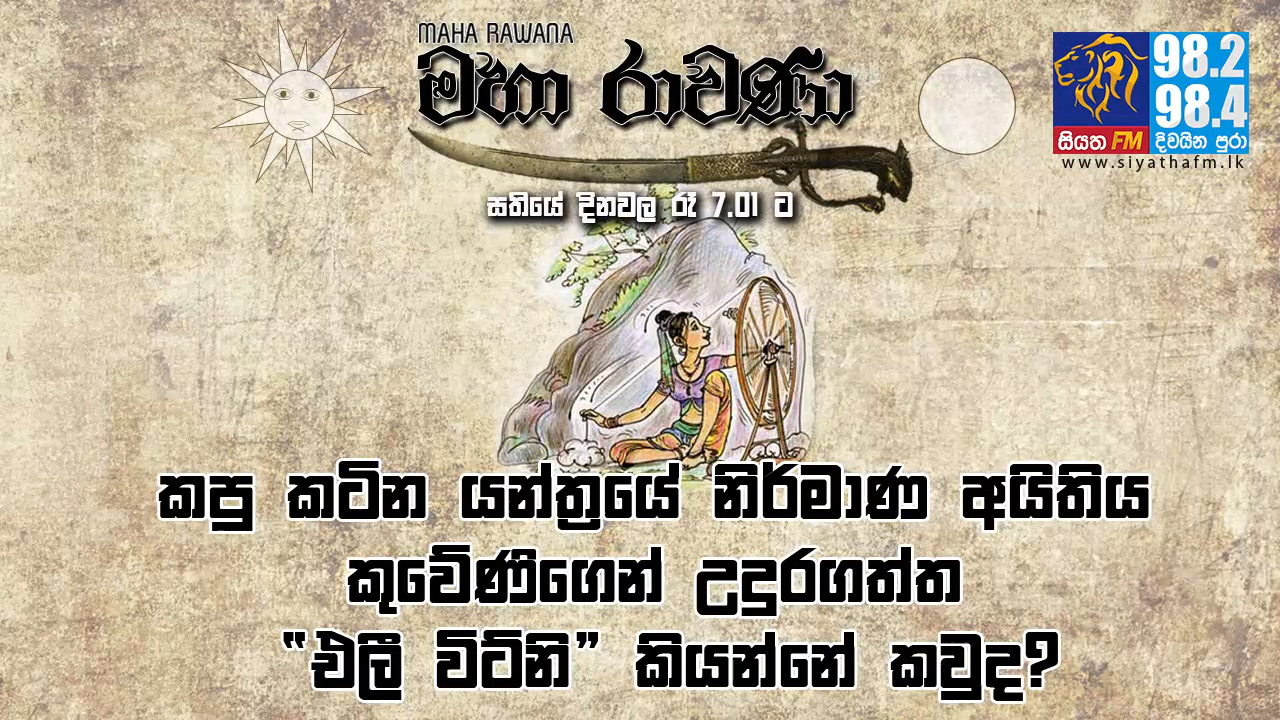 MAHA RAWANA
මහා රාවණා
98.2
98.4
සියත FM දිවයින පුරා
www.siyathafm.lk
සතියේ දිනවල රෑ 7.01 ට
කපු කටින යන්ත්‍රයේ නිර්මාණ අයිතිය
කුවේණිගෙන් උදුරගත්ත
"එලී විට්නි" කියන්නේ කවුද?